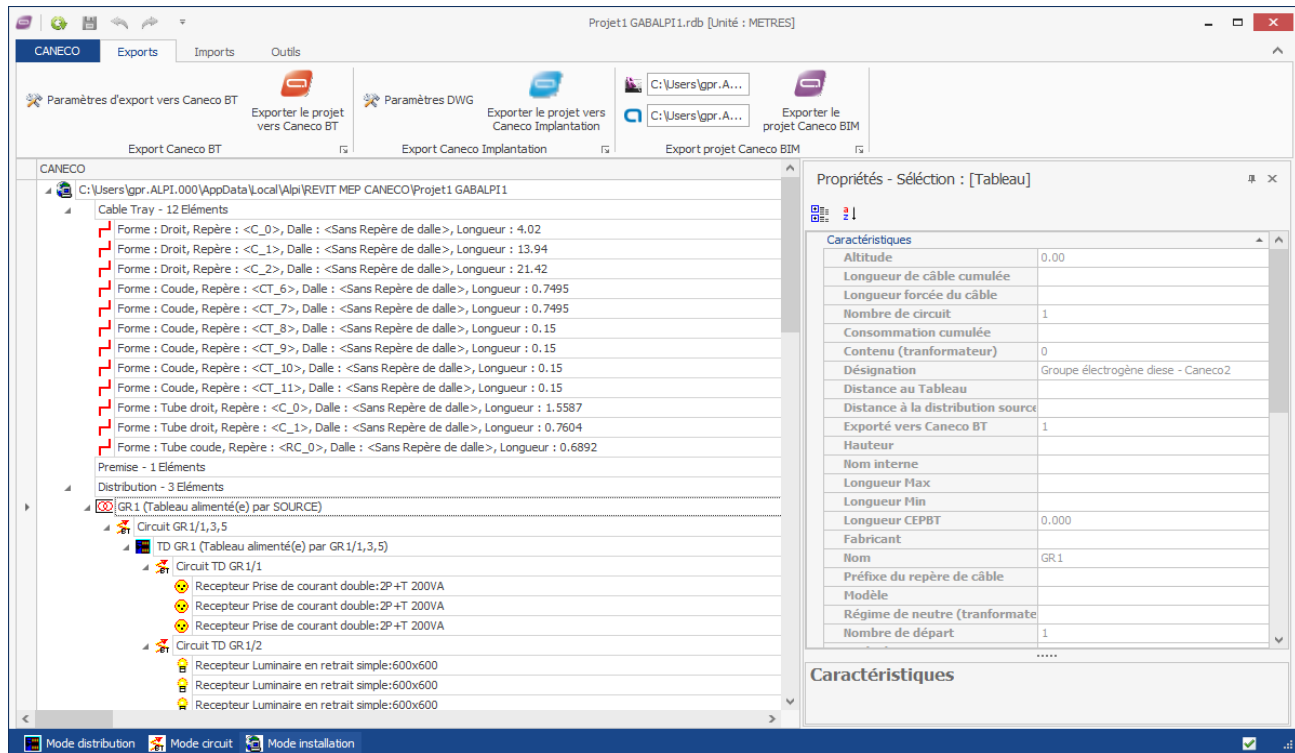 Projet1 GABALPI1.rdb [Unité : METRES]
CANECO Exports Imports Outils
Paramètres d'export vers Caneco BT
Exporter le projet
vers Caneco BT
Export Caneco BT
Paramètres DWG
Exporter le projet vers
Caneco Implantation
Export Caneco Implantation
C:\Users\gpr.A...
C:\Users\gpr.A...
Exporter le
projet Caneco BIM
Export projet Caneco BIM
CANECO
C:\Users\gpr.ALPI.000\AppData\Local\Alpi\REVIT MEP CANECO\Projet1 GABALPI1
Cable Tray - 12 Eléments
Forme : Droit, Repère : <C_0>, Dalle : <Sans Repère de dalle>, Longueur : 4.02
Forme : Droit, Repère : <C_1>, Dalle : <Sans Repère de dalle>, Longueur : 13.94
Forme : Droit, Repère : <C_2>, Dalle : <Sans Repère de dalle>, Longueur : 21.42
Forme : Coude, Repère : <CT_6>, Dalle : <Sans Repère de dalle>, Longueur : 0.7495
Forme : Coude, Repère : <CT_7>, Dalle : <Sans Repère de dalle>, Longueur : 0.7495
Forme : Coude, Repère : <CT_8>, Dalle : <Sans Repère de dalle>, Longueur : 0.15
Forme : Coude, Repère : <CT_9>, Dalle : <Sans Repère de dalle>, Longueur : 0.15
Forme : Coude, Repère : <CT_10>, Dalle : <Sans Repère de dalle>, Longueur : 0.15
Forme : Coude, Repère : <CT_11>, Dalle : <Sans Repère de dalle>, Longueur : 0.15
Forme : Tube droit, Repère : <C_0>, Dalle : <Sans Repère de dalle>, Longueur : 1.5587
Forme : Tube droit, Repère : <C_1>, Dalle : <Sans Repère de dalle>, Longueur : 0.7604
Forme : Tube coude, Repère : <RC_0>, Dalle : <Sans Repère de dalle>, Longueur : 0.6892
Premise - 1 Eléments
Distribution - 3 Eléments
GR1 (Tableau alimenté(e) par SOURCE)
Circuit GR1/1,3,5
TD GR1 (Tableau alimenté(e) par GR1/1,3,5)
Circuit TD GR1/1
Recepteur Prise de courant double:2P+T 200VA
Recepteur Prise de courant double:2P+T 200VA
Recepteur Prise de courant double:2P+T 200VA
Circuit TD GR1/2
Recepteur Luminaire en retrait simple:600x600
Recepteur Luminaire en retrait simple:600x600
Recepteur Luminaire en retrait simple:600x600
Propriétés - Séléction : [Tableau]
Caractéristiques
Altitude 0.00
Longueur de câble cumulée
Longueur forcée du câble
Nombre de circuit 1
Consommation cumulée
Contenu (tranformateur) 0
Désignation Groupe électrogène diese - Caneco2
Distance au Tableau
Distance à la distribution source
Exporté vers Caneco BT 1
Hauteur
Nom interne
Longueur Max
Longueur Min
Longueur CEPBT 0.000
Fabricant
Nom GR1
Préfixe du repère de câble
Modèle
Régime de neutre (tranformate
Nombre de départ 1
Caractéristiques
Mode distribution Mode circuit Mode installation